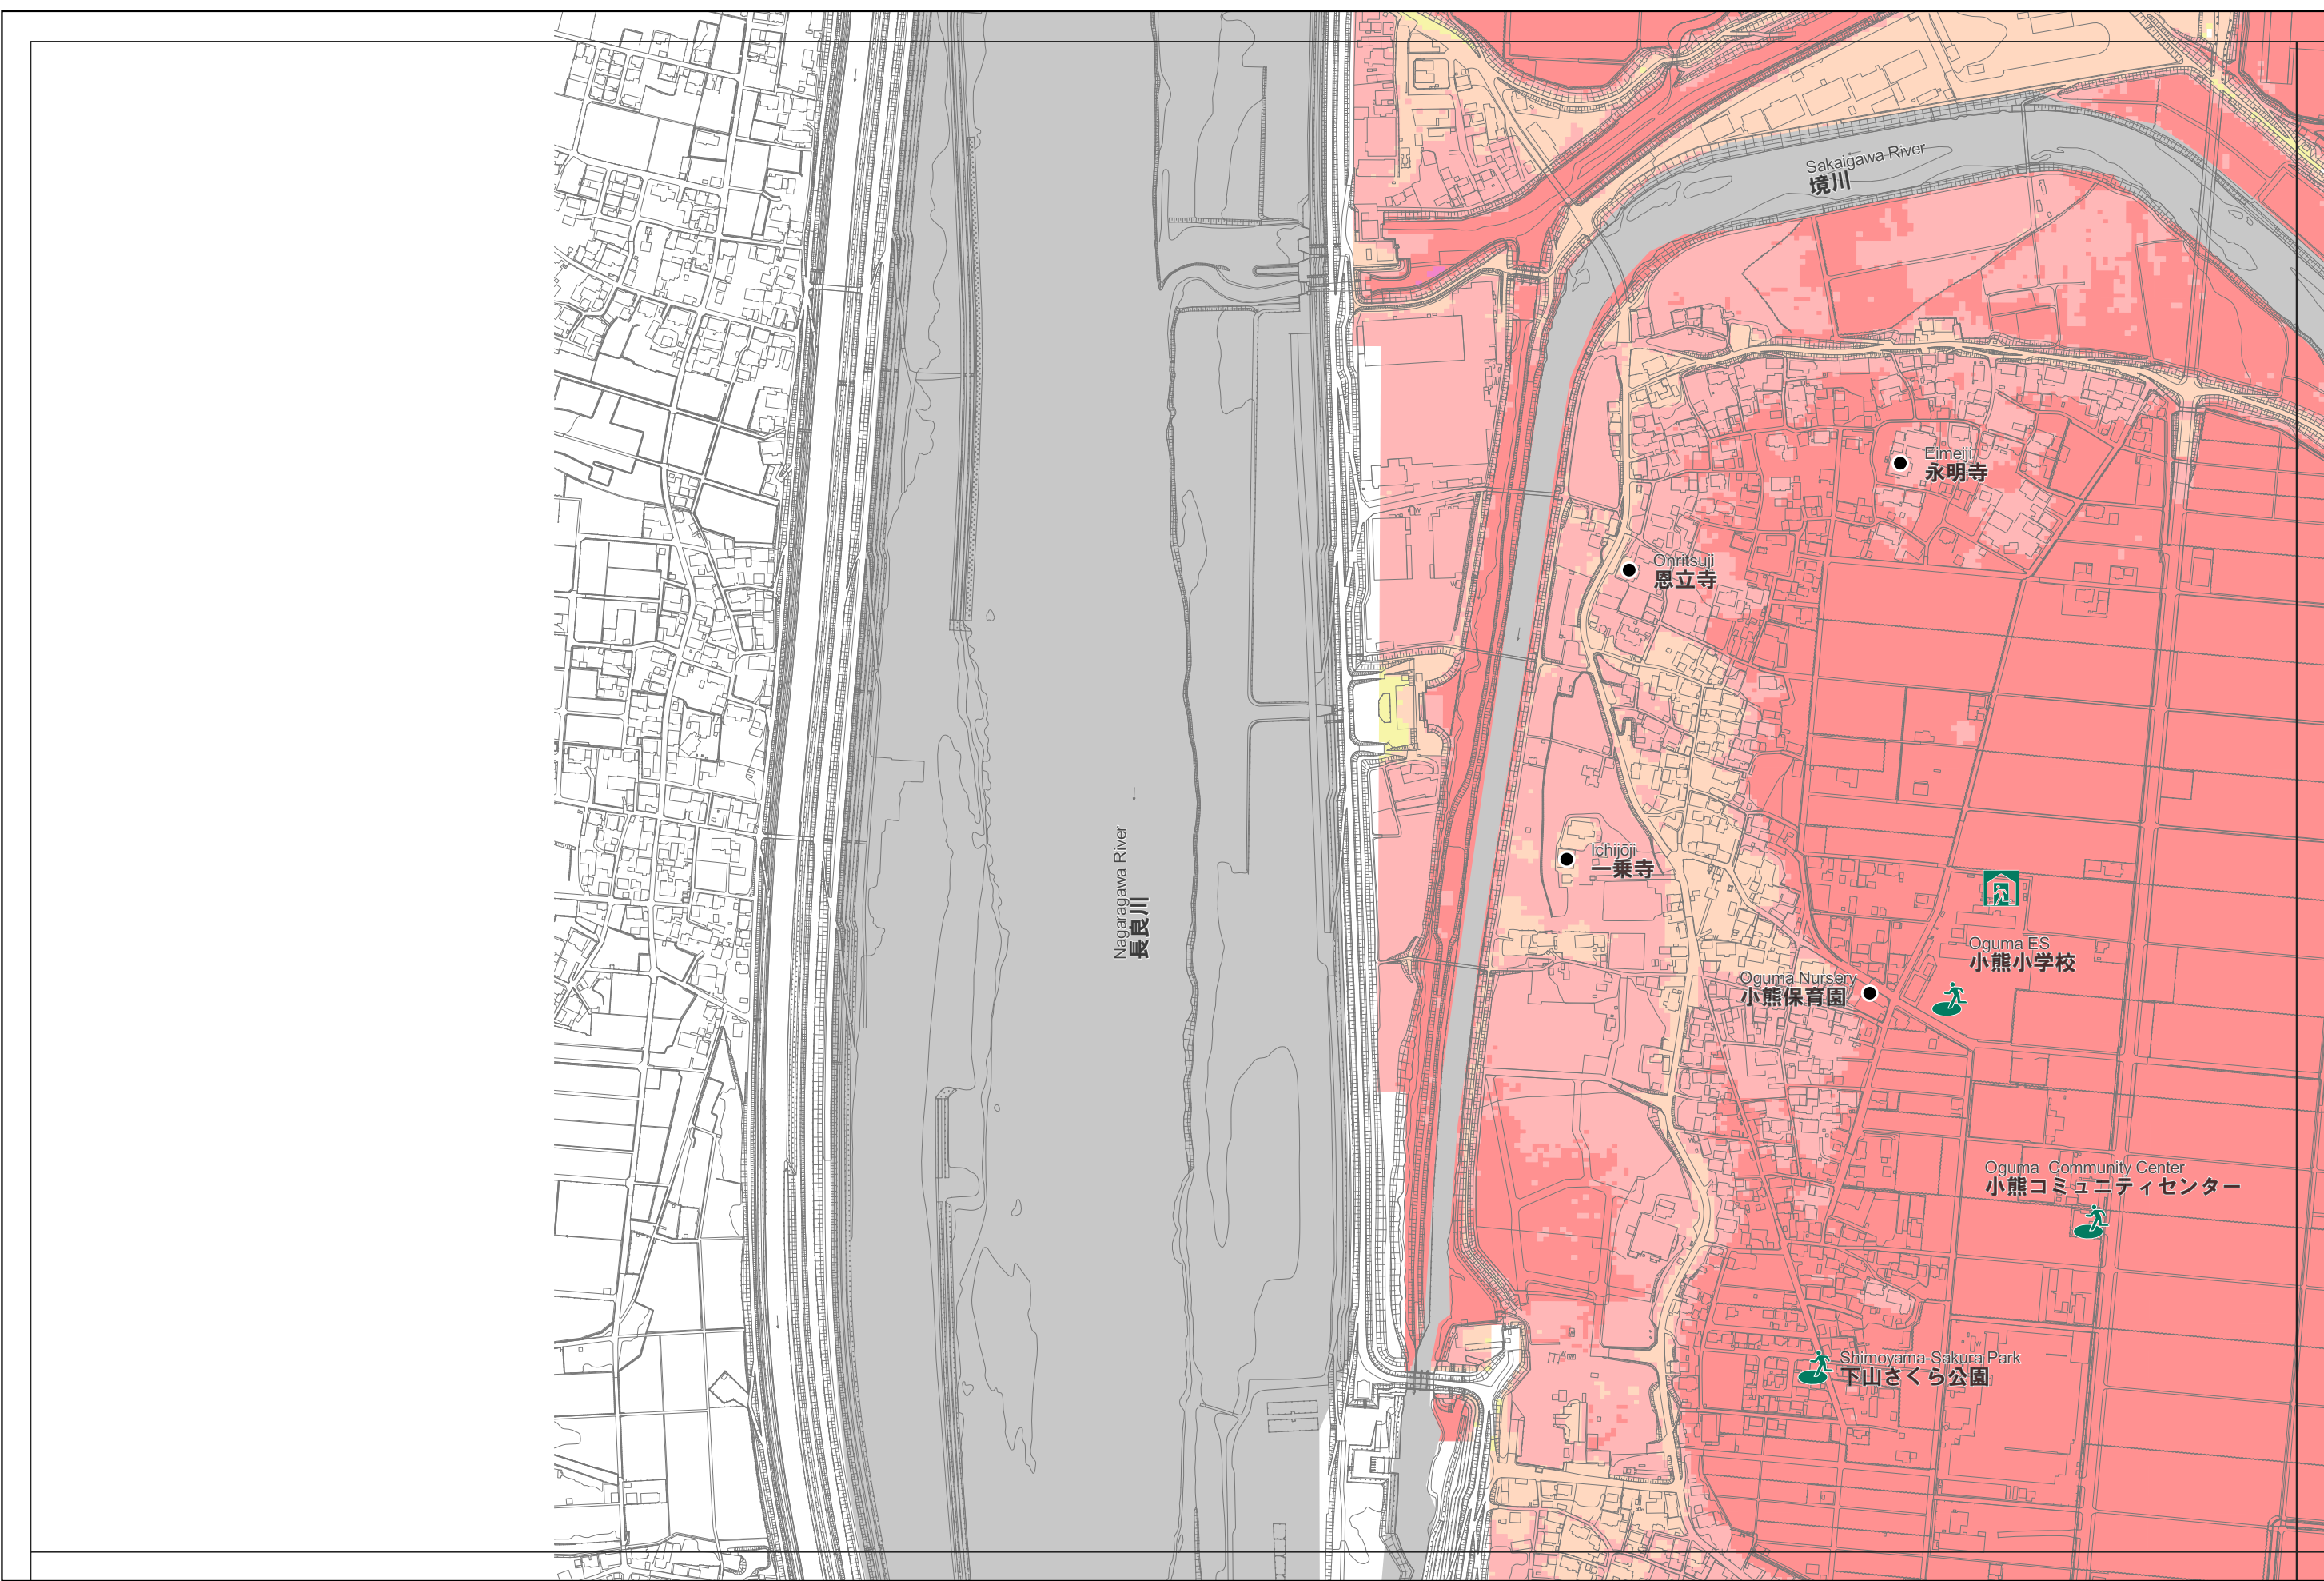 Sakaigawa River
境川
Eimeiji
永明寺
Onritsuji
恩立寺
Nagaragawa River
長良川
Ichijōji
一乗寺
Oguma ES
小熊小学校
Oguma Nursery
小熊保育園
Oguma Community Center
小熊コミュニティセンター
Shimoyama-Sakura Park
下山さくら公園